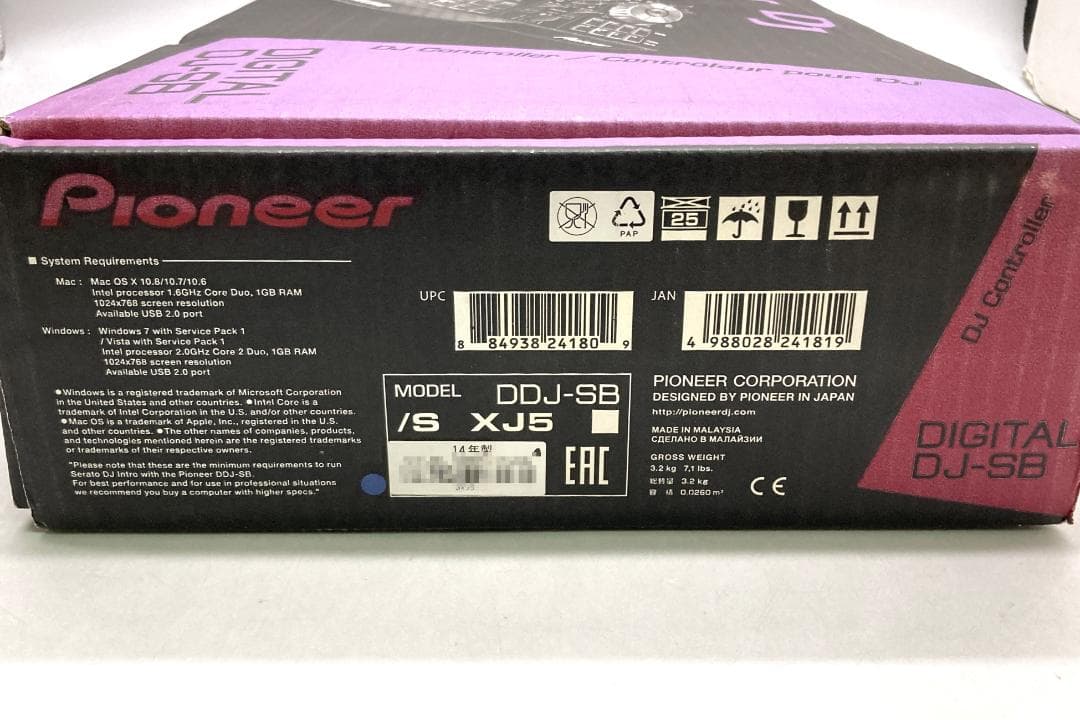 DIGITAL
DJ-SB
DJ Controller / Contrôleur pour DJ
Pioneer
PAP
25
■ System Requirements
Mac : Mac OS X 10.8/10.7/10.6
Intel processor 1.6GHz Core Duo, 1GB RAM
1024x768 screen resolution
Available USB 2.0 port
Windows : Windows 7 with Service Pack 1
/ Vista with Service Pack 1
Intel processor 2.0GHz Core 2 Duo, 1GB RAM
1024x768 screen resolution
Available USB 2.0 port
●Windows is a registered trademark of Microsoft Corporation
in the United States and other countries. ●Intel Core is a
trademark of Intel Corporation in the U.S. and/or other countries.
●Mac OS is a trademark of Apple, Inc., registered in the U.S.
and other countries. ●The other names of companies, products,
and technologies mentioned herein are the registered trademarks
or trademarks of their respective owners.
"Please note that these are the minimum requirements to run
Serato DJ Intro with the Pioneer DDJ-SB
For best performance and for use in professional situations
we recommend you buy a computer with higher specs."
UPC
8 84938 24180 9
JAN
4 988028 241819
MODEL DDJ-SB
/S XJ5
14年製
EAC
PIONEER CORPORATION
DESIGNED BY PIONEER IN JAPAN
http://pioneerdj.com
MADE IN MALAYSIA
СДЕЛАНО В МАЛАЙЗИИ
GROSS WEIGHT
3.2 kg 7,1 lbs.
総質量 3.2 kg
容 積 0.0260 m³
CE
DJ Controller
DIGITAL
DJ-SB